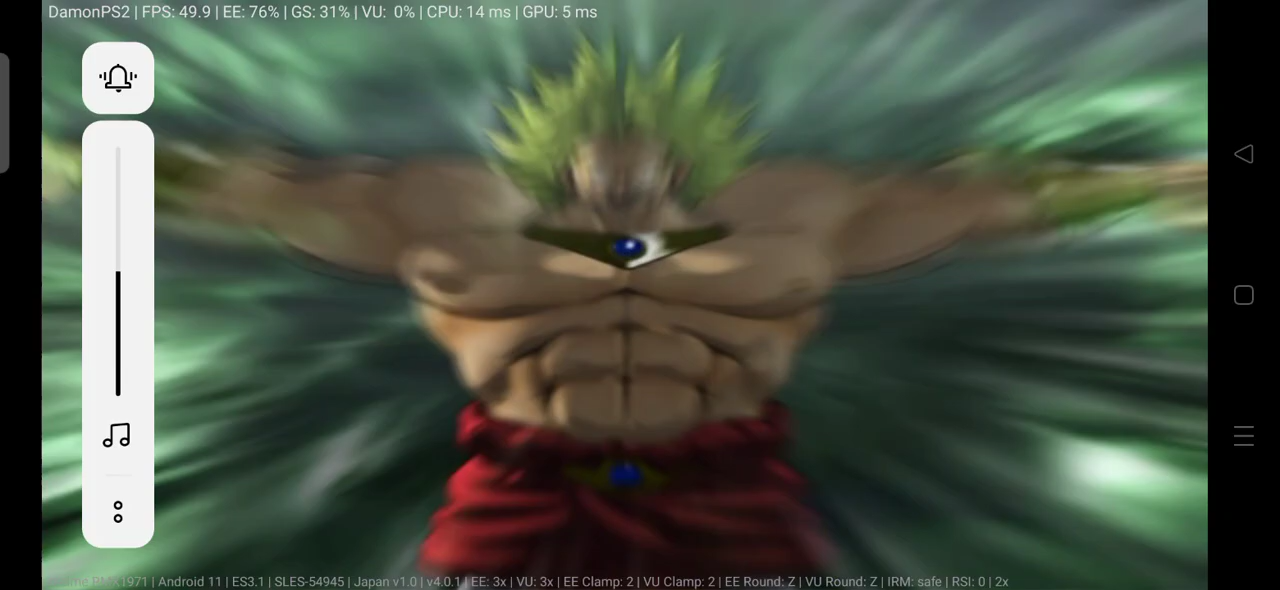 DamonPS2 | FPS: 49.9 | EE: 76% | GS: 31% | VU: 0% | CPU: 14 ms | GPU: 5 ms
RMX1971 | Android 11 | ES3.1 | SLES-54945 | Japan v1.0 | v4.0.1 | EE: 3x | VU: 3x | EE Clamp: 2 | VU Clamp: 2 | EE Round: Z | VU Round: Z | IRM: safe | RSI: 0 | 2x